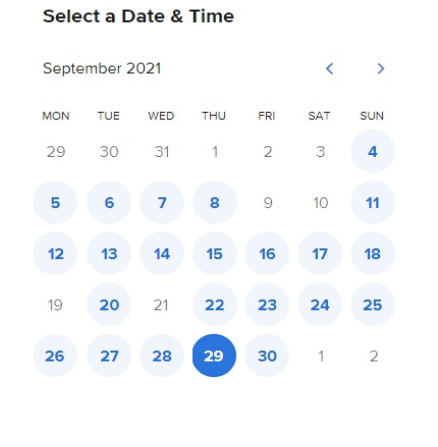 Select a Date & Time
September 2021
MON TUE WED THU FRI SAT SUN
29 30 31 1 2 3 4
5 6 7 8 9 10 11
12 13 14 15 16 17 18
19 20 21 22 23 24 25
26 27 28 29 30 1 2